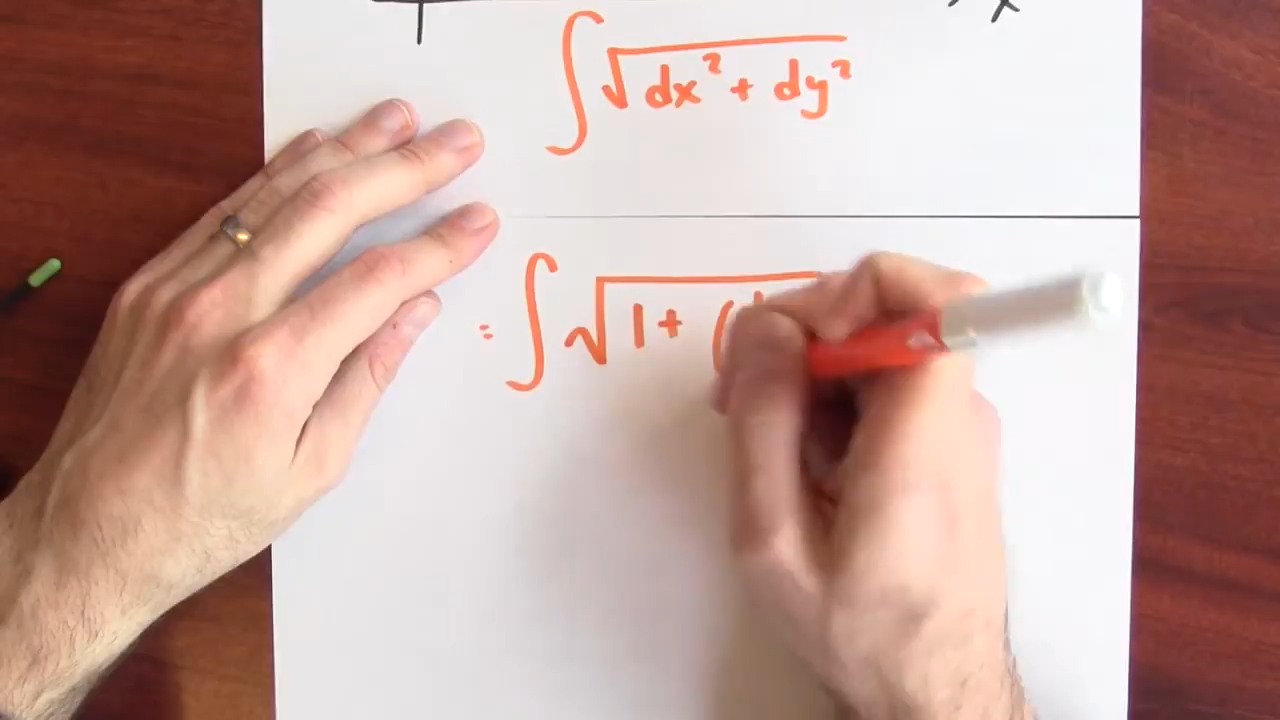 x
∫√dx² + dy²
= ∫√1 + (